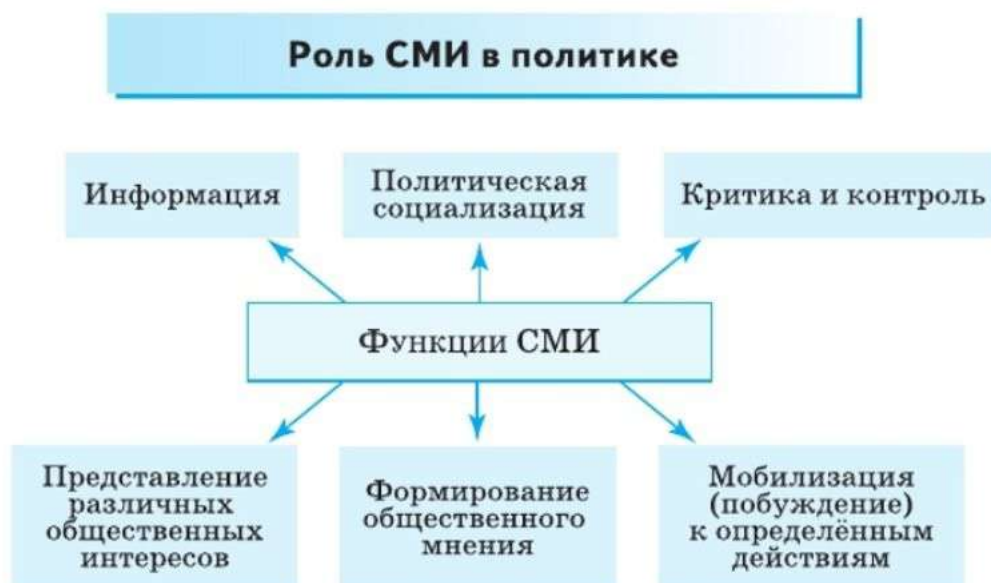 Роль СМИ в политике
Информация
Политическая
социализация
Критика и контроль
Функции СМИ
Представление
различных
общественных
интересов
Формирование
общественного
мнения
Мобилизация
(побуждение)
к определённым
действиям